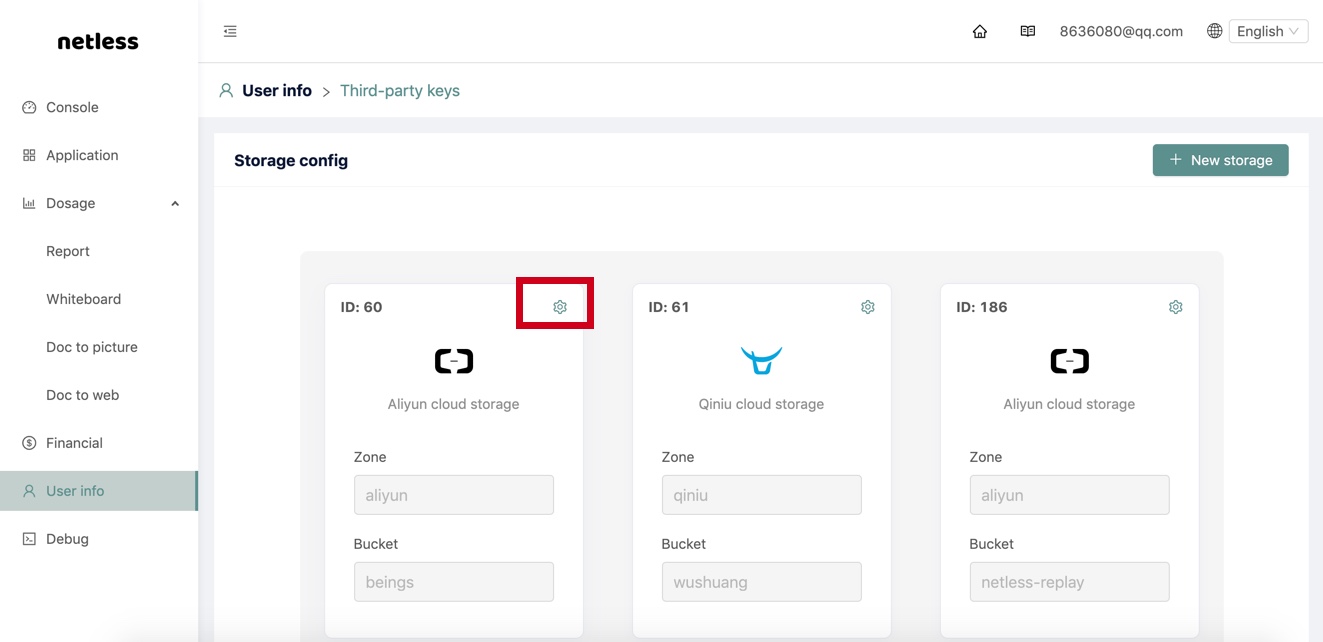 netless
8636080@qq.com
English
User info > Third-party keys
Console
Application
Dosage
Report
Whiteboard
Doc to picture
Doc to web
Financial
User info
Debug
Storage config
+ New storage
ID: 60
Aliyun cloud storage
Zone
aliyun
Bucket
beings
ID: 61
Qiniu cloud storage
Zone
qiniu
Bucket
wushuang
ID: 186
Aliyun cloud storage
Zone
aliyun
Bucket
netless-replay